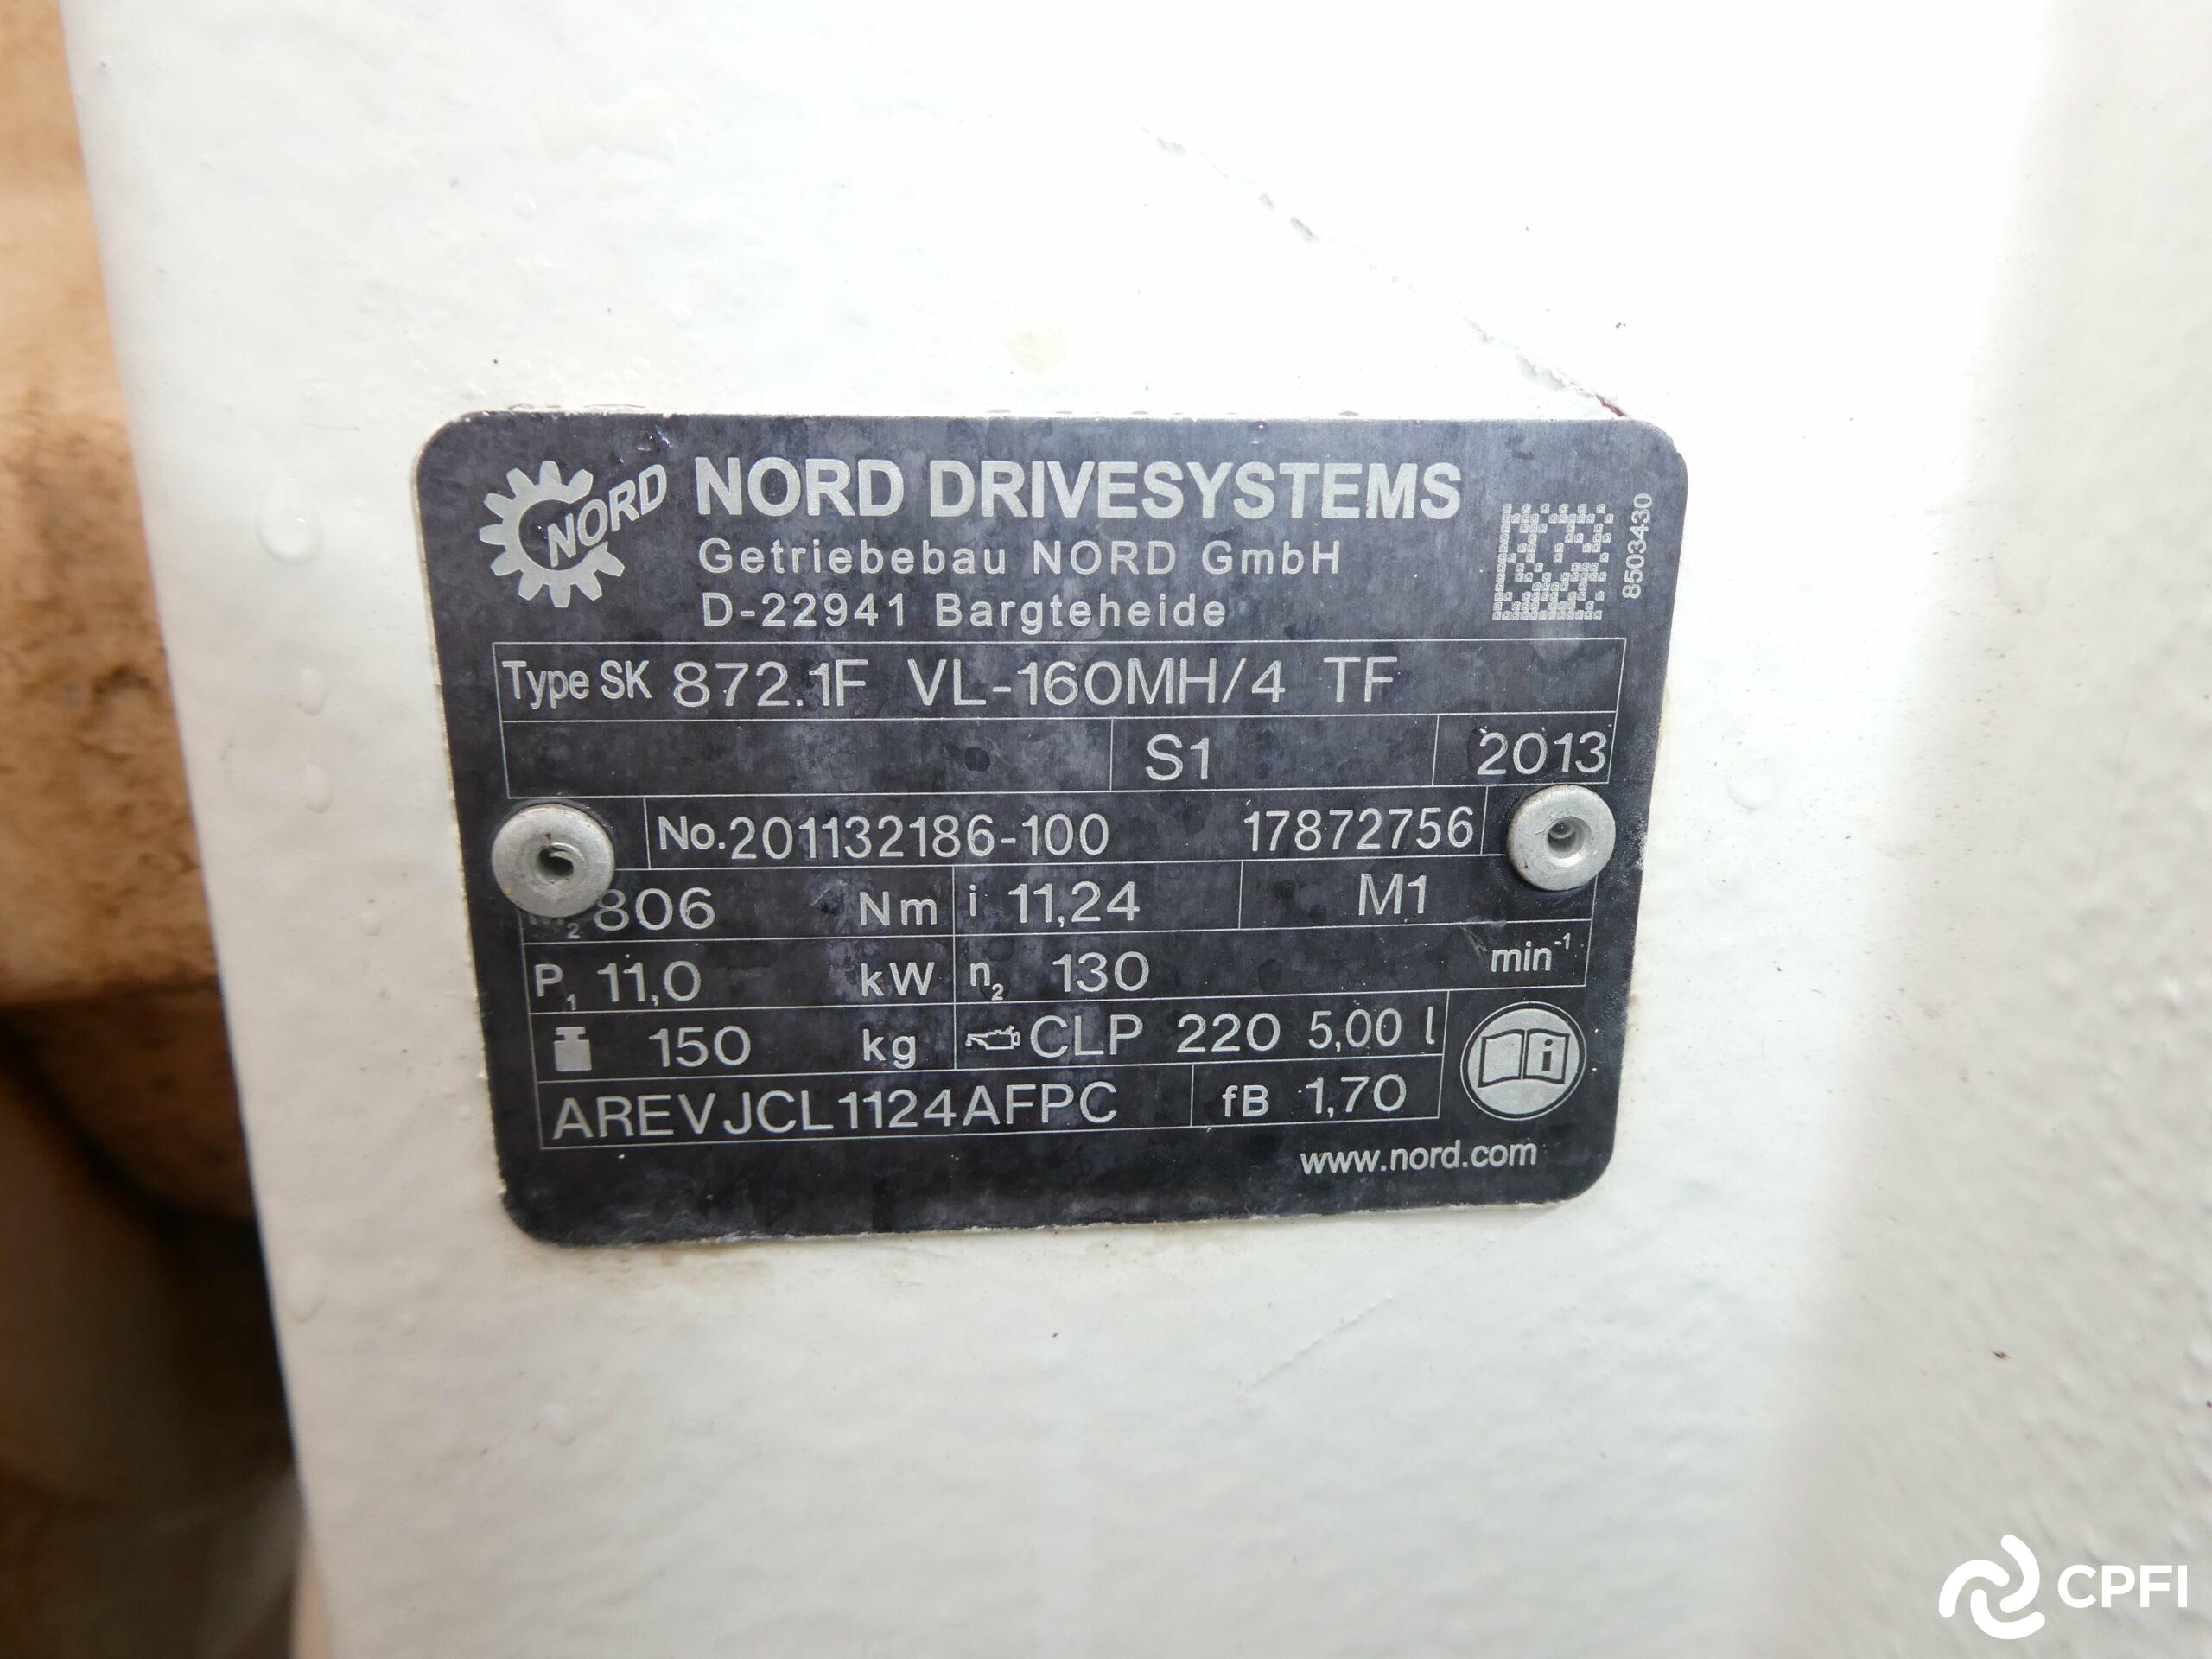 NORD
NORD DRIVESYSTEMS
Getriebebau NORD GmbH
D-22941 Bargteheide
8503430
Type SK 872.1F VL-160MH/4 TF
S1 2013
No. 201132186-100 17872756
₂ 806 Nm i 11,24 M1
P₁ 11,0 kW n₂ 130 min⁻¹
150 kg CLP 220 5,00 l
AREVJCL1124AFPC fB 1,70
i
www.nord.com
CPFI